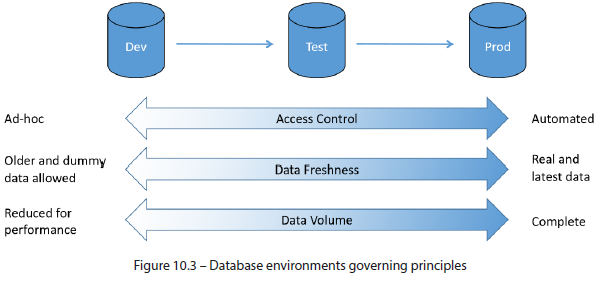 Dev
Test
Prod
Ad-hoc
Access Control
Automated
Older and dummy
data allowed
Data Freshness
Real and
latest data
Reduced for
performance
Data Volume
Complete
Figure 10.3 – Database environments governing principles